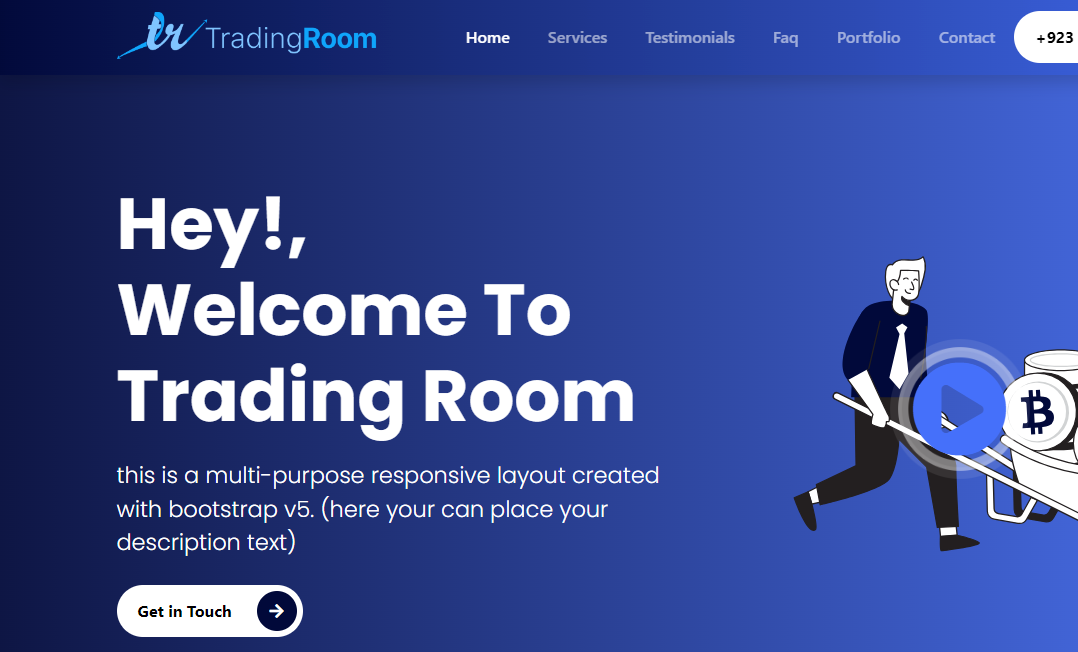 tr TradingRoom
Home Services Testimonials Faq Portfolio Contact +923
Hey!,
Welcome To
Trading Room
this is a multi-purpose responsive layout created
with bootstrap v5. (here your can place your
description text)
Get in Touch